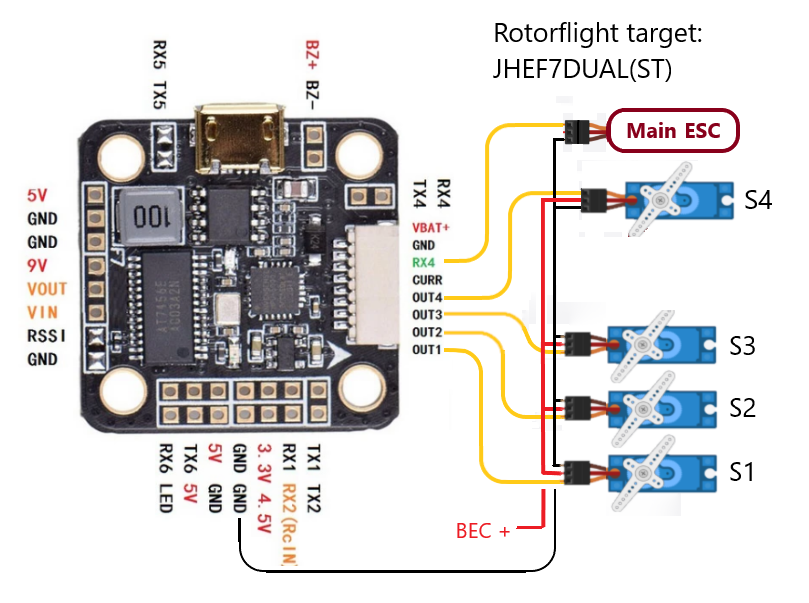 Rotorflight target:
JHEF7DUAL(ST)
RX5 TX5
BZ+ BZ-
Main ESC
S4
TX4 RX4
5V
GND
GND
9V
VOUT
VIN
RSSI
GND
100
AT7456E
VBAT+
GND
RX4
CURR
OUT4
OUT3
OUT2
OUT1
S3
S2
S1
RX6 TX6 5V GND 3.3V RX1 TX1
LED 5V GND GND 4.5V RX2(RcIN) TX2
BEC +